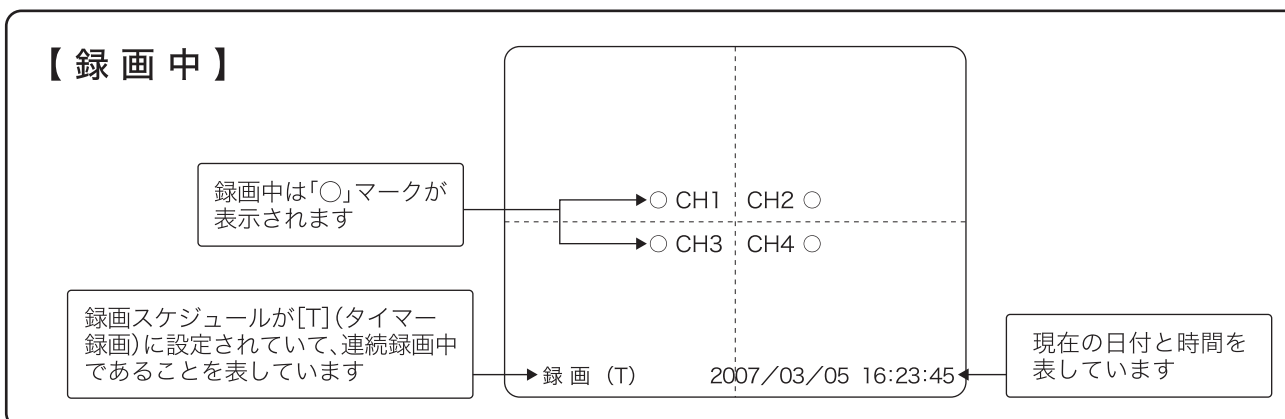 【録画中】
録画中は「○」マークが
表示されます
○ CH1 CH2 ○
○ CH3 CH4 ○
録画スケジュールが[T](タイマー
録画)に設定されていて、連続録画中
であることを表しています
録画 (T) 2007/03/05 16:23:45
現在の日付と時間を
表しています